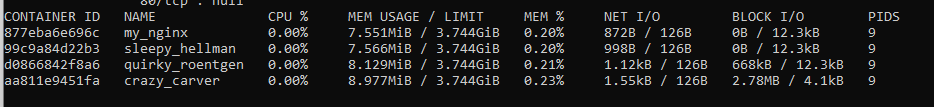 80/tcp : null
CONTAINER ID   NAME               CPU %     MEM USAGE / LIMIT     MEM %     NET I/O         BLOCK I/O         PIDS
877eba6e696c   my_nginx           0.00%     7.551MiB / 3.744GiB   0.20%     872B / 126B     0B / 12.3kB       9
99c9a84d22b3   sleepy_hellman     0.00%     7.566MiB / 3.744GiB   0.20%     998B / 126B     0B / 12.3kB       9
d0866842f8a6   quirky_roentgen    0.00%     8.129MiB / 3.744GiB   0.21%     1.12kB / 126B   668kB / 12.3kB    9
aa811e9451fa   crazy_carver       0.00%     8.977MiB / 3.744GiB   0.23%     1.55kB / 126B   2.78MB / 4.1kB    9